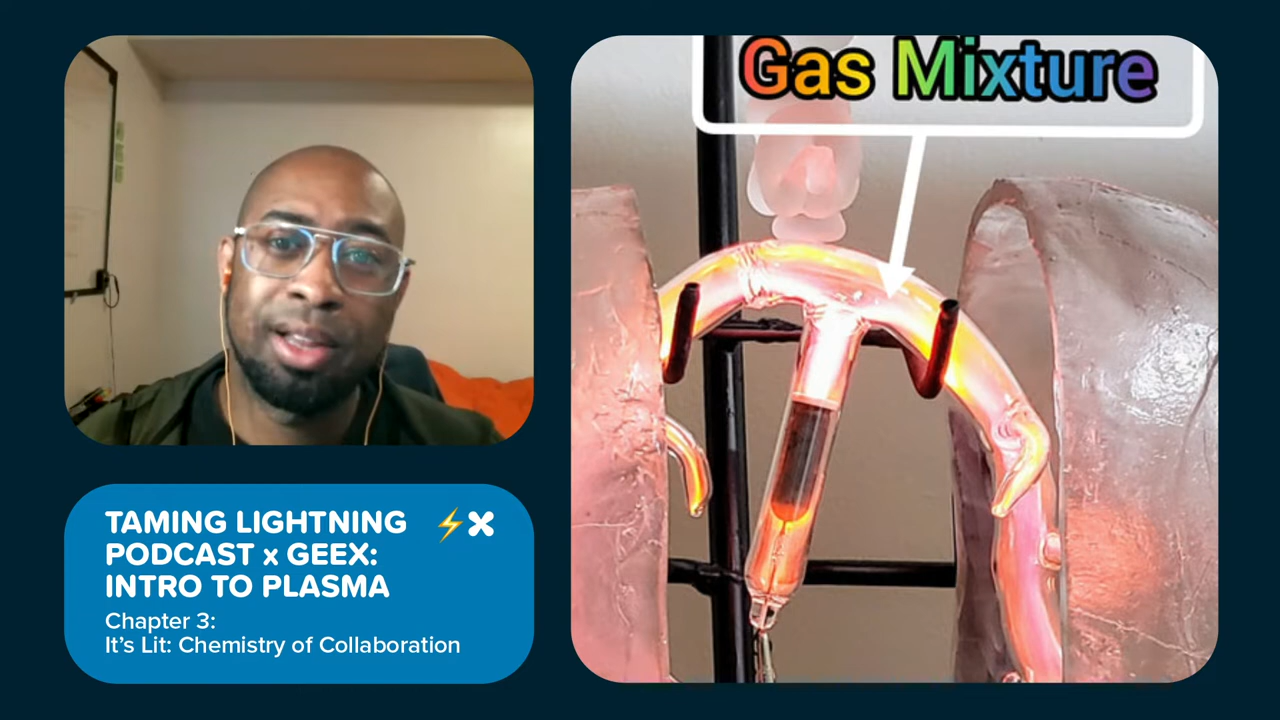 Gas Mixture
TAMING LIGHTNING
PODCAST x GEEX:
INTRO TO PLASMA
Chapter 3:
It’s Lit: Chemistry of Collaboration